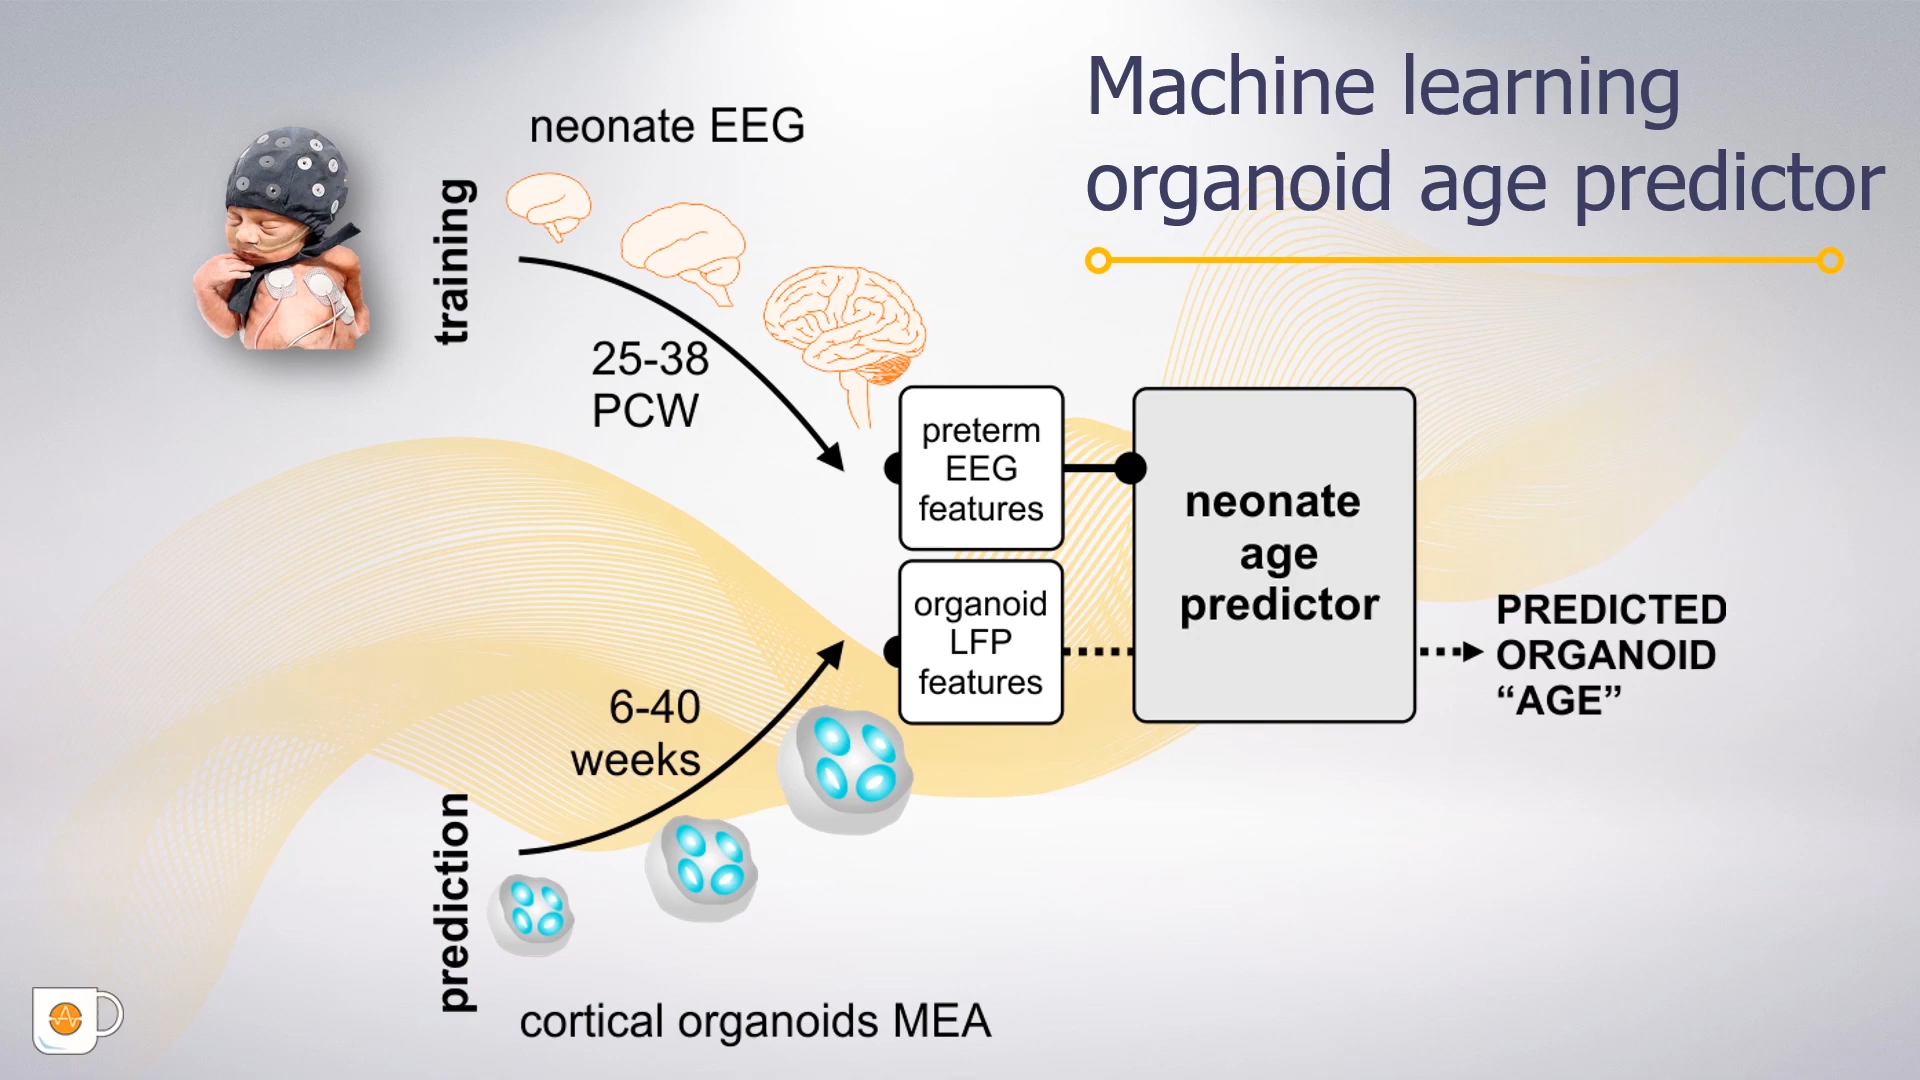 Machine learning
organoid age predictor
neonate EEG
training
25-38
PCW
preterm
EEG
features
neonate
age
predictor
organoid
LFP
features
PREDICTED
ORGANOID
“AGE”
6-40
weeks
prediction
cortical organoids MEA